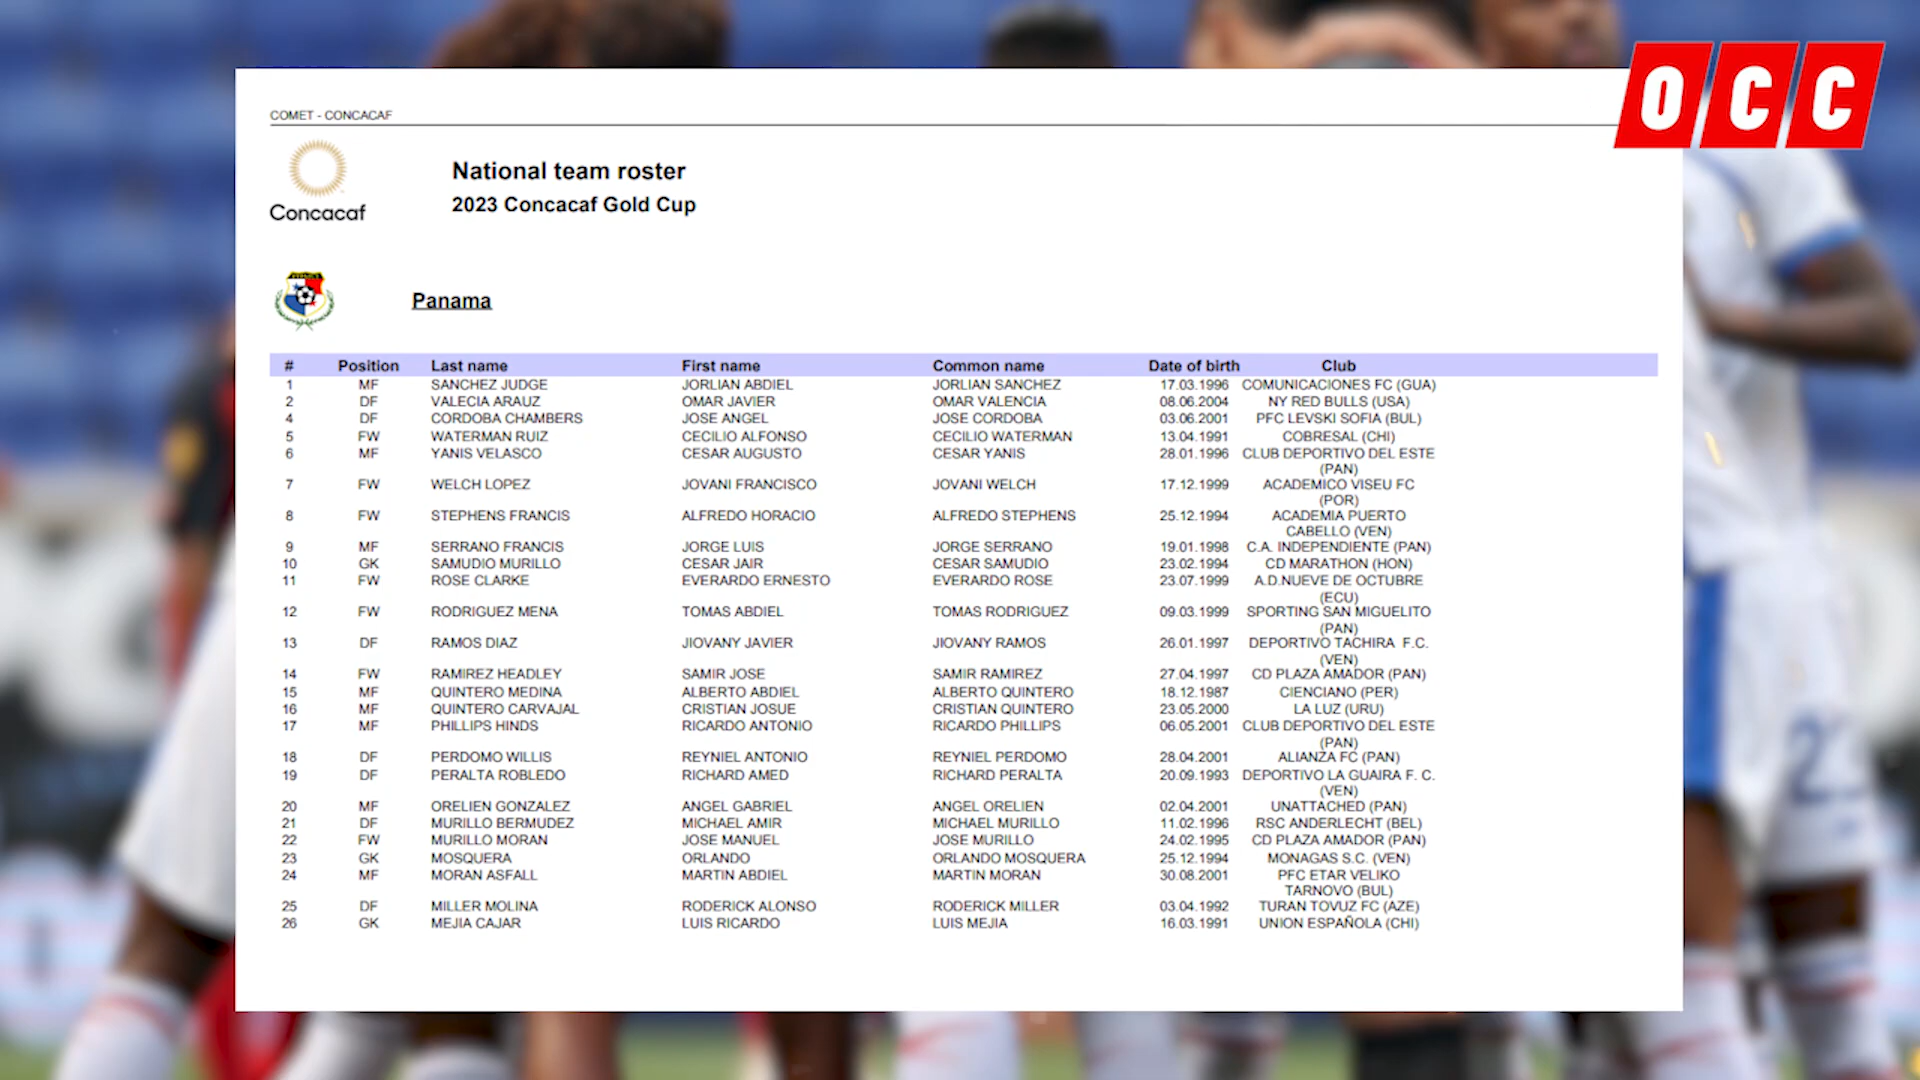 OCC
COMET - CONCACAF
Concacaf
National team roster
2023 Concacaf Gold Cup
Panama
# Position Last name First name Common name Date of birth Club
1 MF SANCHEZ JUDGE JORLIAN ABDIEL JORLIAN SANCHEZ 17.03.1996 COMUNICACIONES FC (GUA)
2 DF VALECIA ARAUZ OMAR JAVIER OMAR VALENCIA 08.06.2004 NY RED BULLS (USA)
4 DF CORDOBA CHAMBERS JOSE ANGEL JOSE CORDOBA 03.06.2001 PFC LEVSKI SOFIA (BUL)
5 FW WATERMAN RUIZ CECILIO ALFONSO CECILIO WATERMAN 13.04.1991 COBRESAL (CHI)
6 MF YANIS VELASCO CESAR AUGUSTO CESAR YANIS 28.01.1996 CLUB DEPORTIVO DEL ESTE
(PAN)
7 FW WELCH LOPEZ JOVANI FRANCISCO JOVANI WELCH 17.12.1999 ACADEMICO VISEU FC
(POR)
8 FW STEPHENS FRANCIS ALFREDO HORACIO ALFREDO STEPHENS 25.12.1994 ACADEMIA PUERTO
CABELLO (VEN)
9 MF SERRANO FRANCIS JORGE LUIS JORGE SERRANO 19.01.1998 C.A. INDEPENDIENTE (PAN)
10 GK SAMUDIO MURILLO CESAR JAIR CESAR SAMUDIO 23.02.1994 CD MARATHON (HON)
11 FW ROSE CLARKE EVERARDO ERNESTO EVERARDO ROSE 23.07.1999 A.D.NUEVE DE OCTUBRE
(ECU)
12 FW RODRIGUEZ MENA TOMAS ABDIEL TOMAS RODRIGUEZ 09.03.1999 SPORTING SAN MIGUELITO
(PAN)
13 DF RAMOS DIAZ JIOVANY JAVIER JIOVANY RAMOS 26.01.1997 DEPORTIVO TACHIRA F.C.
(VEN)
14 FW RAMIREZ HEADLEY SAMIR JOSE SAMIR RAMIREZ 27.04.1997 CD PLAZA AMADOR (PAN)
15 MF QUINTERO MEDINA ALBERTO ABDIEL ALBERTO QUINTERO 18.12.1987 CIENCIANO (PER)
16 MF QUINTERO CARVAJAL CRISTIAN JOSUE CRISTIAN QUINTERO 23.05.2000 LA LUZ (URU)
17 MF PHILLIPS HINDS RICARDO ANTONIO RICARDO PHILLIPS 06.05.2001 CLUB DEPORTIVO DEL ESTE
(PAN)
18 DF PERDOMO WILLIS REYNIEL ANTONIO REYNIEL PERDOMO 28.04.2001 ALIANZA FC (PAN)
19 DF PERALTA ROBLEDO RICHARD AMED RICHARD PERALTA 20.09.1993 DEPORTIVO LA GUAIRA F. C.
(VEN)
20 MF ORELIEN GONZALEZ ANGEL GABRIEL ANGEL ORELIEN 02.04.2001 UNATTACHED (PAN)
21 DF MURILLO BERMUDEZ MICHAEL AMIR MICHAEL MURILLO 11.02.1996 RSC ANDERLECHT (BEL)
22 FW MURILLO MORAN JOSE MANUEL JOSE MURILLO 24.02.1995 CD PLAZA AMADOR (PAN)
23 GK MOSQUERA ORLANDO ORLANDO MOSQUERA 25.12.1994 MONAGAS S.C. (VEN)
24 MF MORAN ASFALL MARTIN ABDIEL MARTIN MORAN 30.08.2001 PFC ETAR VELIKO
TARNOVO (BUL)
25 DF MILLER MOLINA RODERICK ALONSO RODERICK MILLER 03.04.1992 TURAN TOVUZ FC (AZE)
26 GK MEJIA CAJAR LUIS RICARDO LUIS MEJIA 16.03.1991 UNION ESPAÑOLA (CHI)